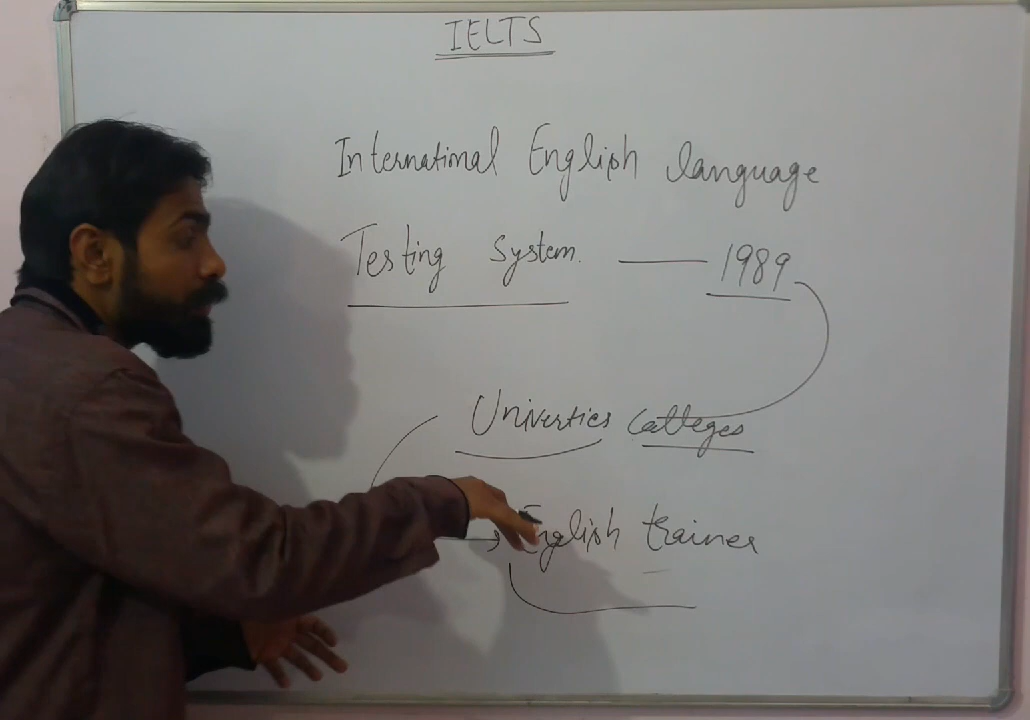 IELTS
International English language
Testing System. — 1989
Univerties Colleges
English trainer